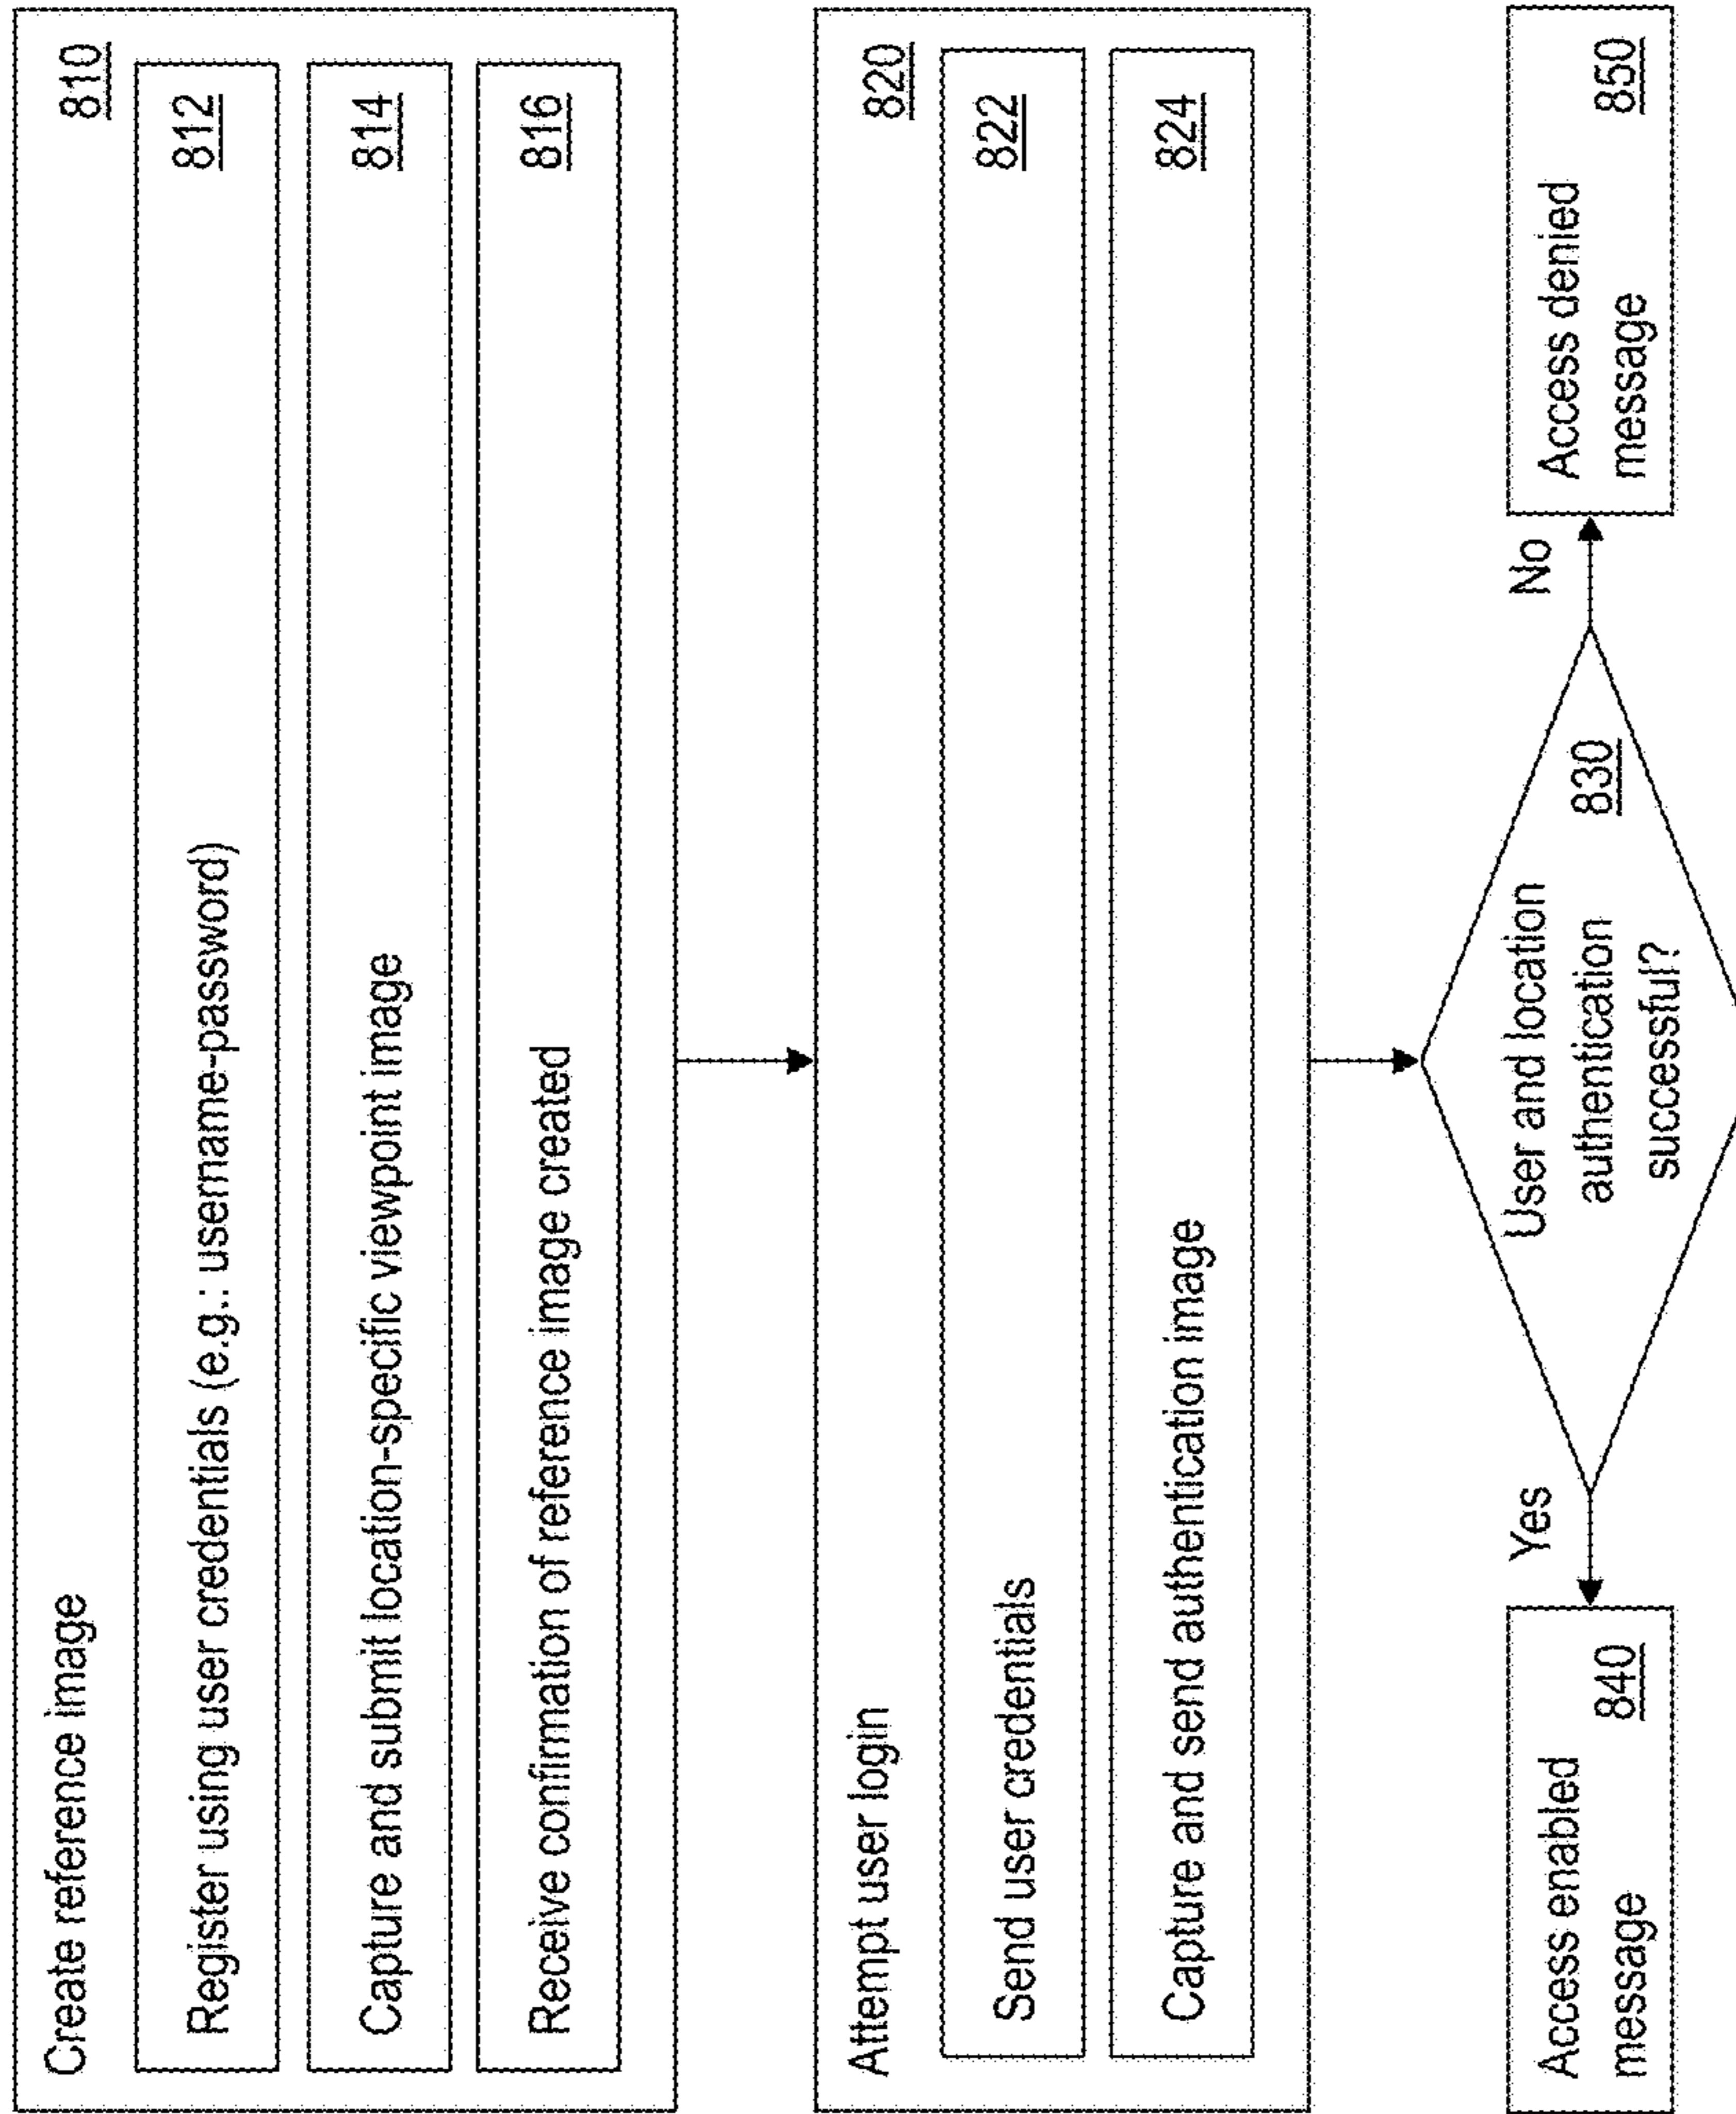 Create reference image 810
Register using user credentials (e.g.: username-password) 812
Capture and submit location-specific viewpoint image 814
Receive confirmation of reference image created 816
Attempt user login 820
Send user credentials 822
Capture and send authentication image 824
User and location
authentication 830
successful?
Yes
No
Access enabled
message 840
Access denied
message 850